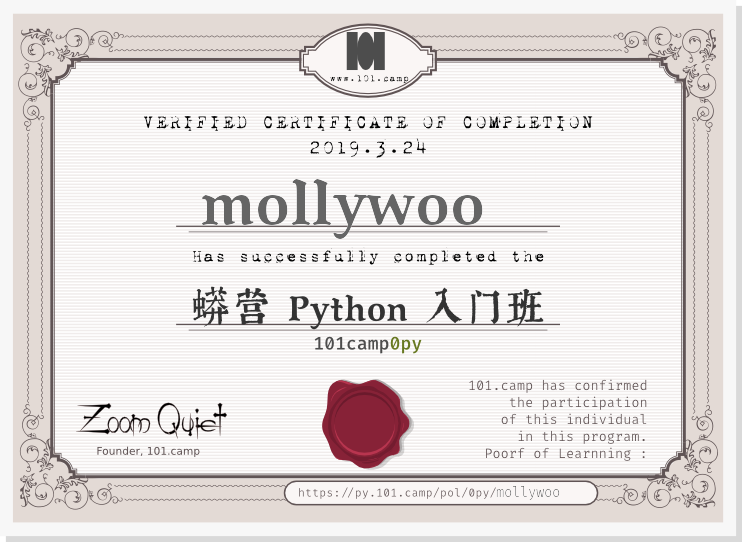 101
www.101.camp
VERIFIED CERTIFICATE OF COMPLETION
2019.3.24
mollywoo
Has successfully completed the
蟒营 Python 入门班
101camp0py
Zoom Quiet
Founder, 101.camp
101.camp has confirmed
the participation
of this individual
in this program.
Poorf of Learnning :
https://py.101.camp/pol/0py/mollywoo